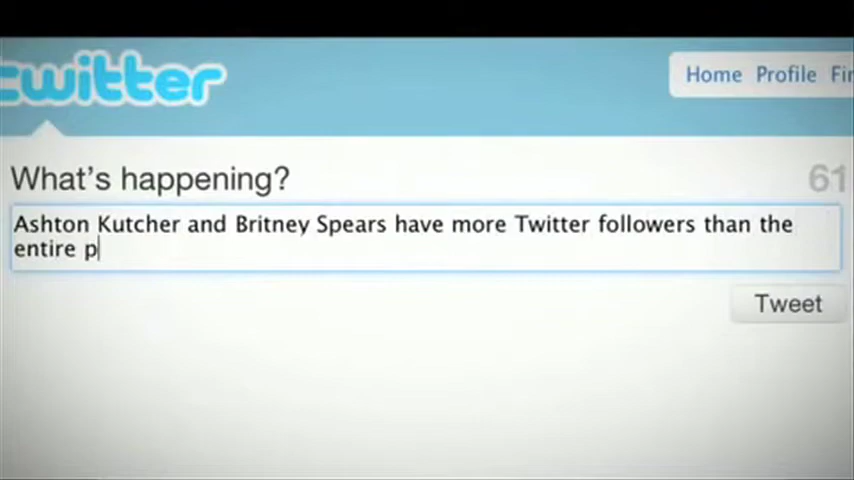 twitter
Home Profile Fin
What's happening?
61
Ashton Kutcher and Britney Spears have more Twitter followers than the
entire p
Tweet